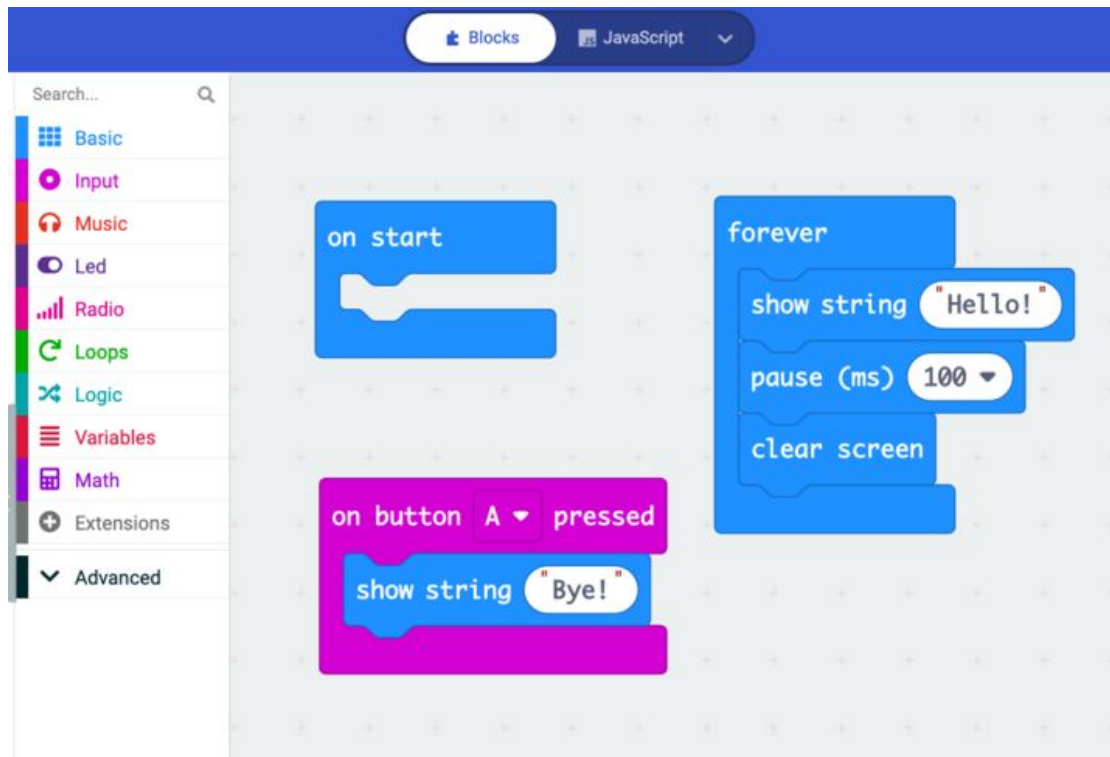 Blocks
JavaScript
Search...
Basic
Input
Music
Led
Radio
Loops
Logic
Variables
Math
Extensions
Advanced
on start
forever
show string "Hello!"
pause (ms) 100
clear screen
on button A pressed
show string "Bye!"